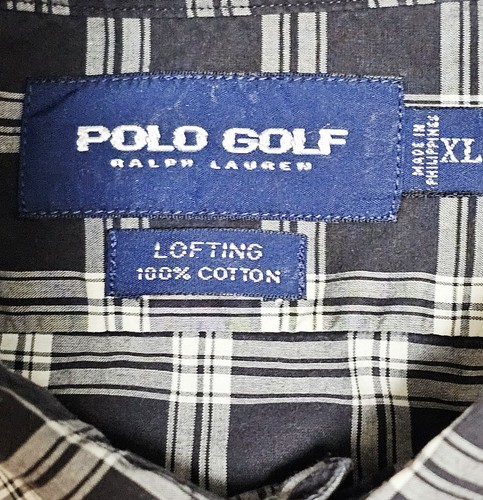 POLO GOLF
RALPH LAUREN
MADE IN
PHILIPPINES
XL
LOFTING
100% COTTON